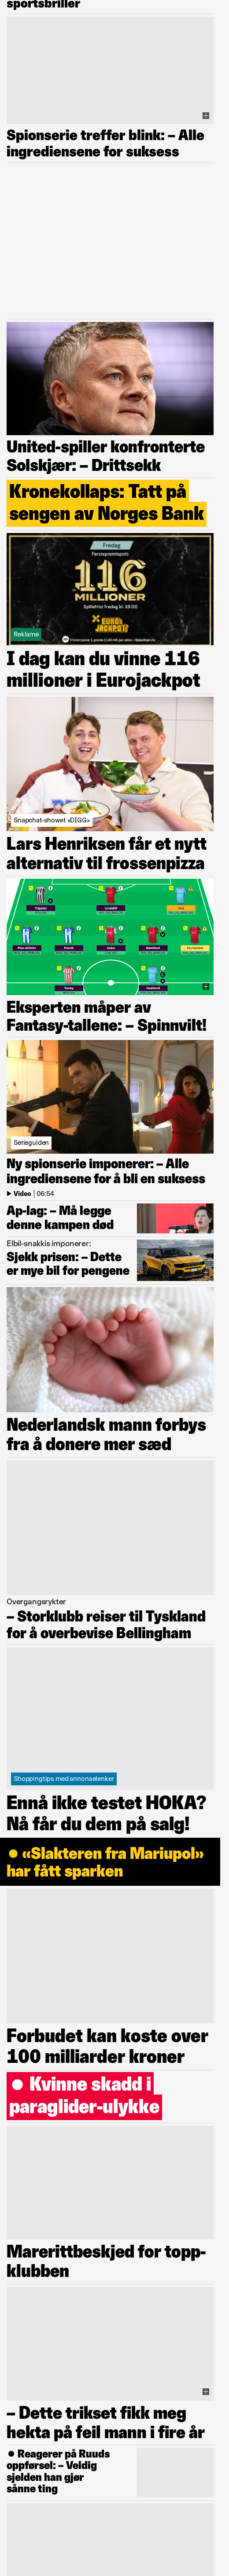 sportsbriller
Spionserie treffer blink: – Alle
ingrediensene for suksess
United-spiller konfronterte
Solskjær: – Drittsekk
Kronekollaps: Tatt på
sengen av Norges Bank
Fredag
Førstepremiepott:
116
MILLIONER
Spillefrist fredag kl. 19.00
EURO
JACKPOT
Reklame
I dag kan du vinne 116
millioner i Eurojackpot
Snapchat-showet «DIGG»
Lars Henriksen får et nytt
alternativ til frossenpizza
Eksperten måper av
Fantasy-tallene: – Spinnvilt!
Serieguiden
Ny spionserie imponerer: – Alle
ingrediensene for å bli en suksess
Video | 06:54
Ap-lag: – Må legge
denne kampen død
Elbil-snakkis imponerer:
Sjekk prisen: – Dette
er mye bil for pengene
Nederlandsk mann forbys
fra å donere mer sæd
Overgangsrykter
– Storklubb reiser til Tyskland
for å overbevise Bellingham
Shoppingtips med annonselenker
Ennå ikke testet HOKA?
Nå får du dem på salg!
● «Slakteren fra Mariupol»
har fått sparken
Forbudet kan koste over
100 milliarder kroner
● Kvinne skadd i
paraglider-ulykke
Marerittbeskjed for topp-
klubben
– Dette trikset fikk meg
hekta på feil mann i fire år
● Reagerer på Ruuds
oppførsel: – Veldig
sjelden han gjør
sånne ting